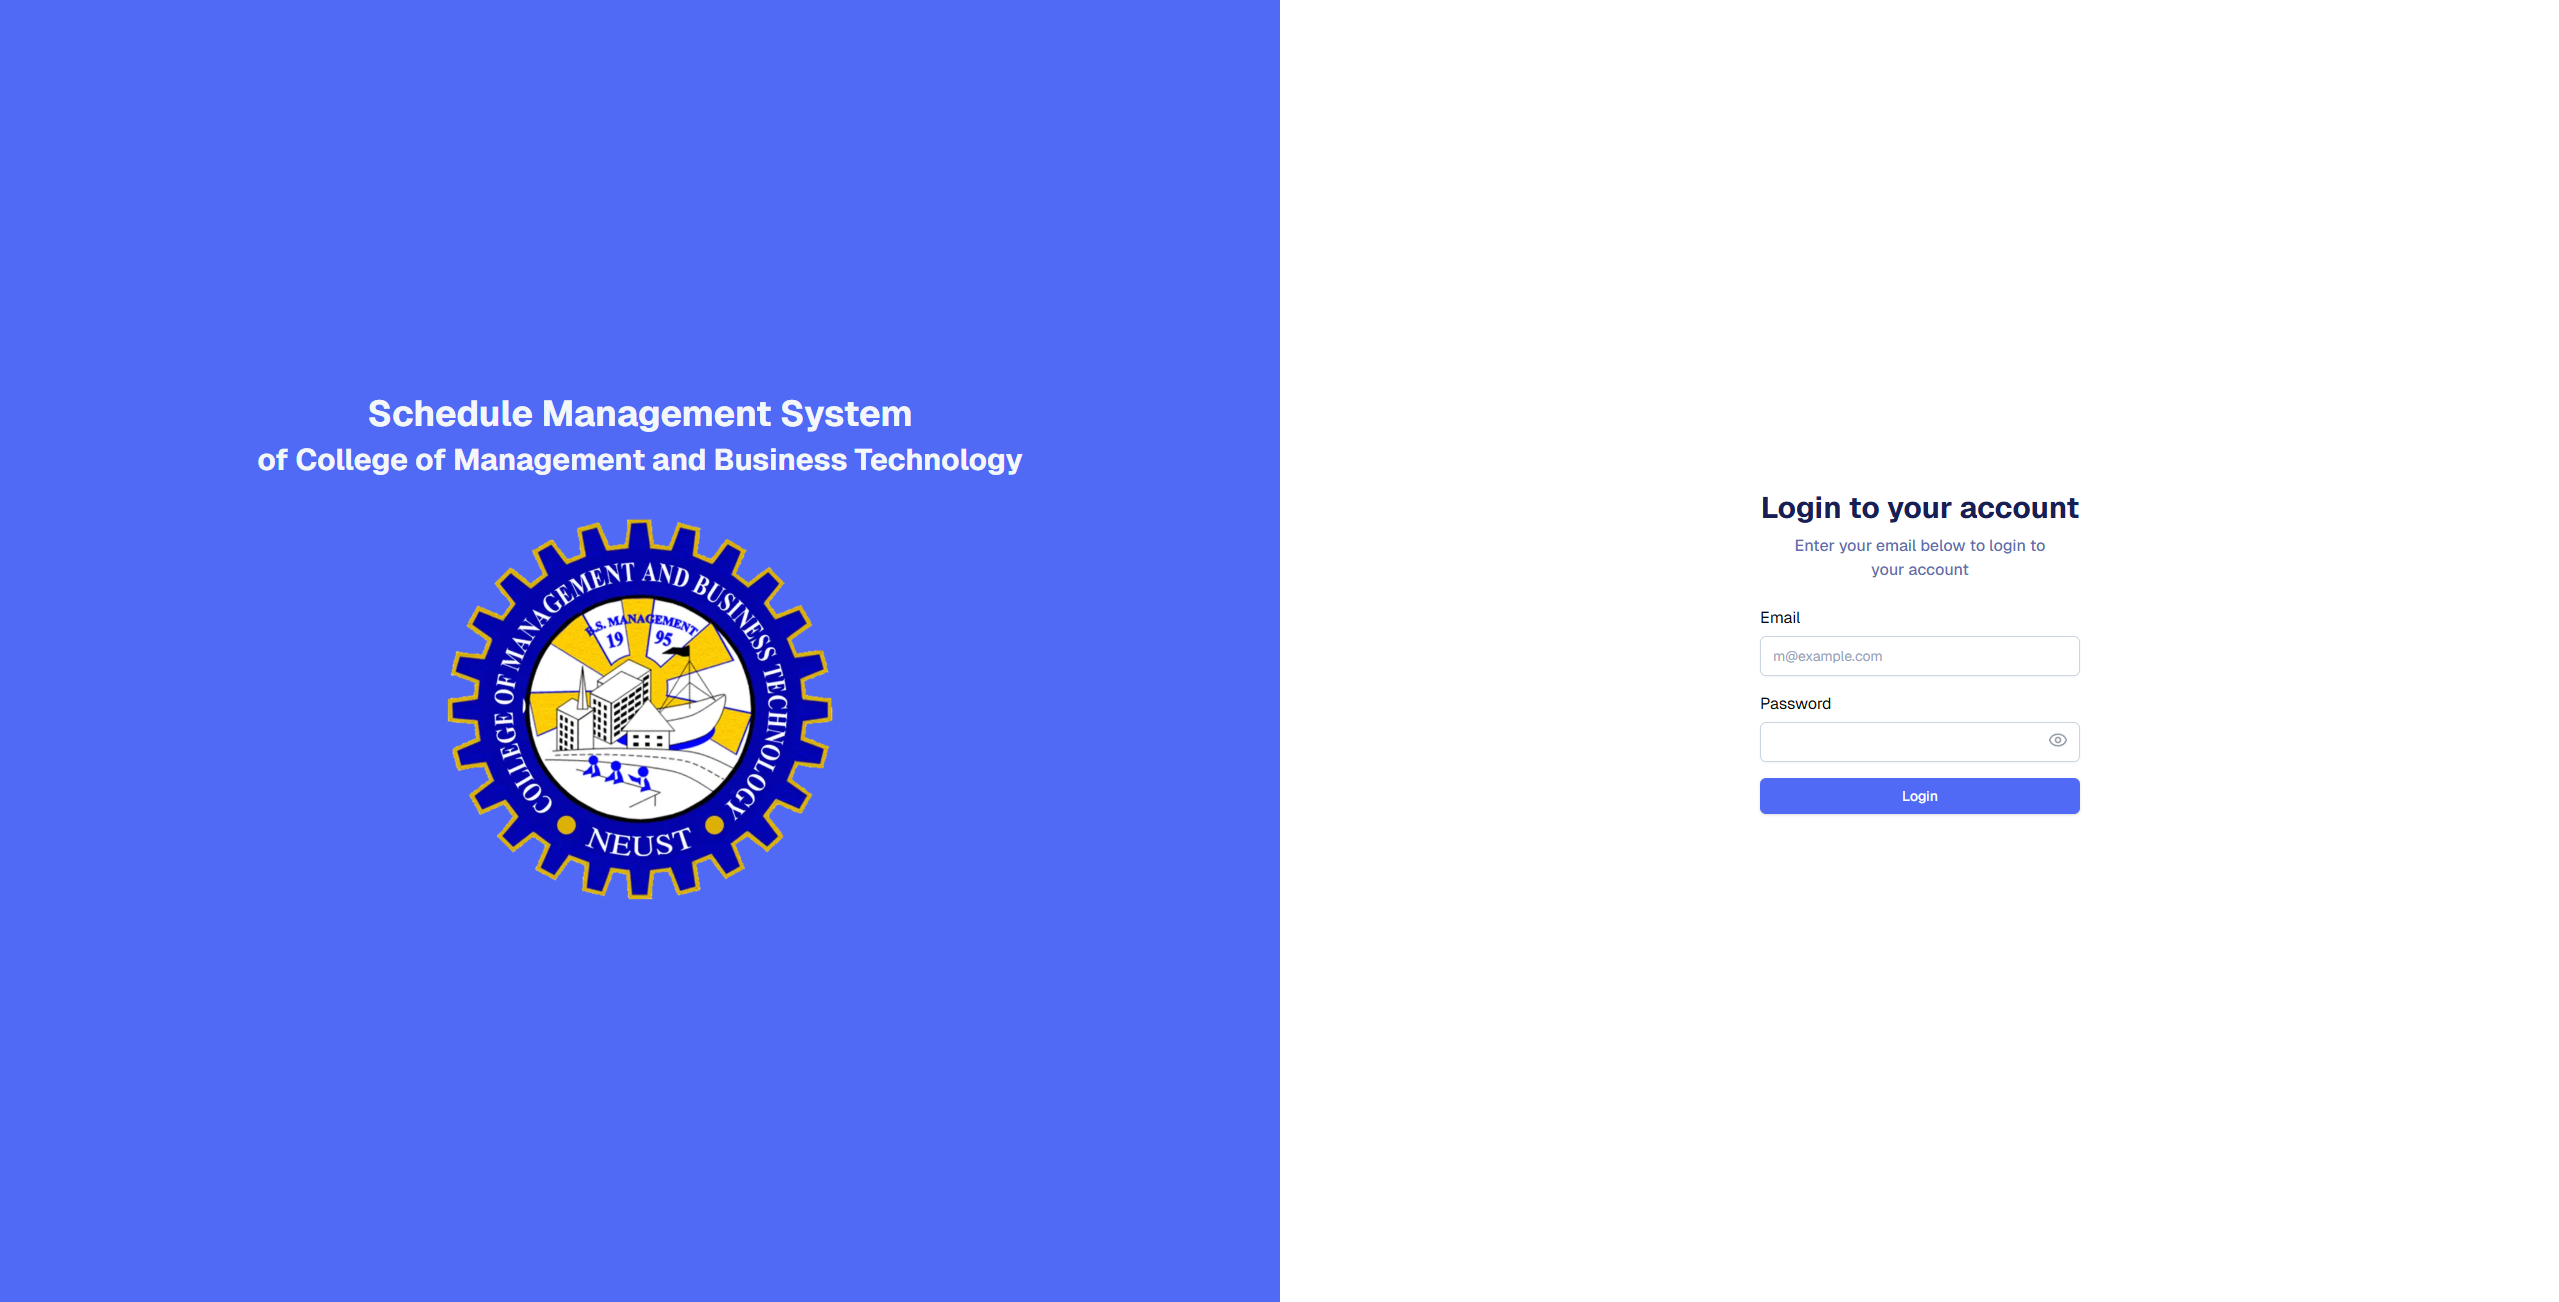 Schedule Management System
of College of Management and Business Technology
COLLEGE OF MANAGEMENT AND BUSINESS TECHNOLOGY
B.S. MANAGEMENT
19 95
NEUST
Login to your account
Enter your email below to login to
your account
Email
m@example.com
Password
Login